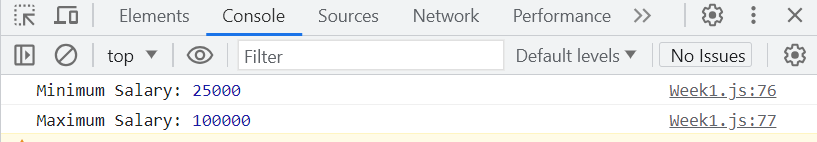 Elements Console Sources Network Performance
top Filter Default levels No Issues
Minimum Salary: 25000 Week1.js:76
Maximum Salary: 100000 Week1.js:77